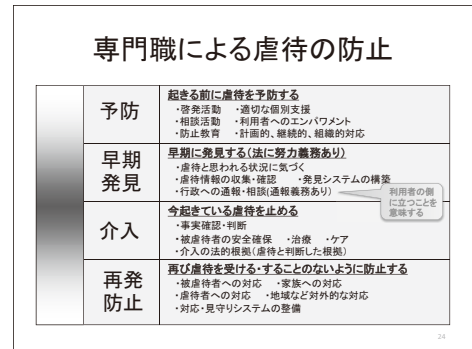 専門職による虐待の防止
予防
起きる前に虐待を予防する
・啓発活動 ・適切な個別支援
・相談活動 ・利用者へのエンパワメント
・防止教育 ・計画的、継続的、組織的対応
早期
発見
早期に発見する(法に努力義務あり)
・虐待と思われる状況に気づく
・虐待情報の収集・確認 ・発見システムの構築
・行政への通報・相談(通報義務あり)
利用者の側
に立つことを
意味する
介入
今起きている虐待を止める
・事実確認・判断
・被虐待者の安全確保 ・治療 ・ケア
・介入の法的根拠(虐待と判断した根拠)
再発
防止
再び虐待を受ける・することのないように防止する
・被虐待者への対応 ・家族への対応
・虐待者への対応 ・地域など対外的な対応
・対応・見守りシステムの整備
24